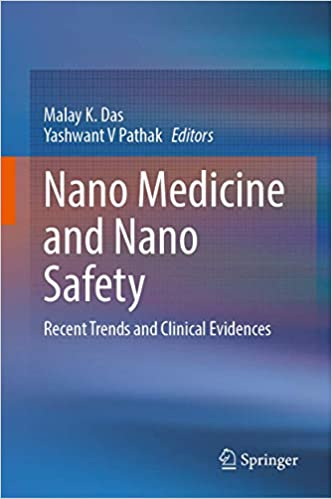 Malay K. Das
Yashwant V Pathak Editors
Nano Medicine
and Nano
Safety
Recent Trends and Clinical Evidences
Springer